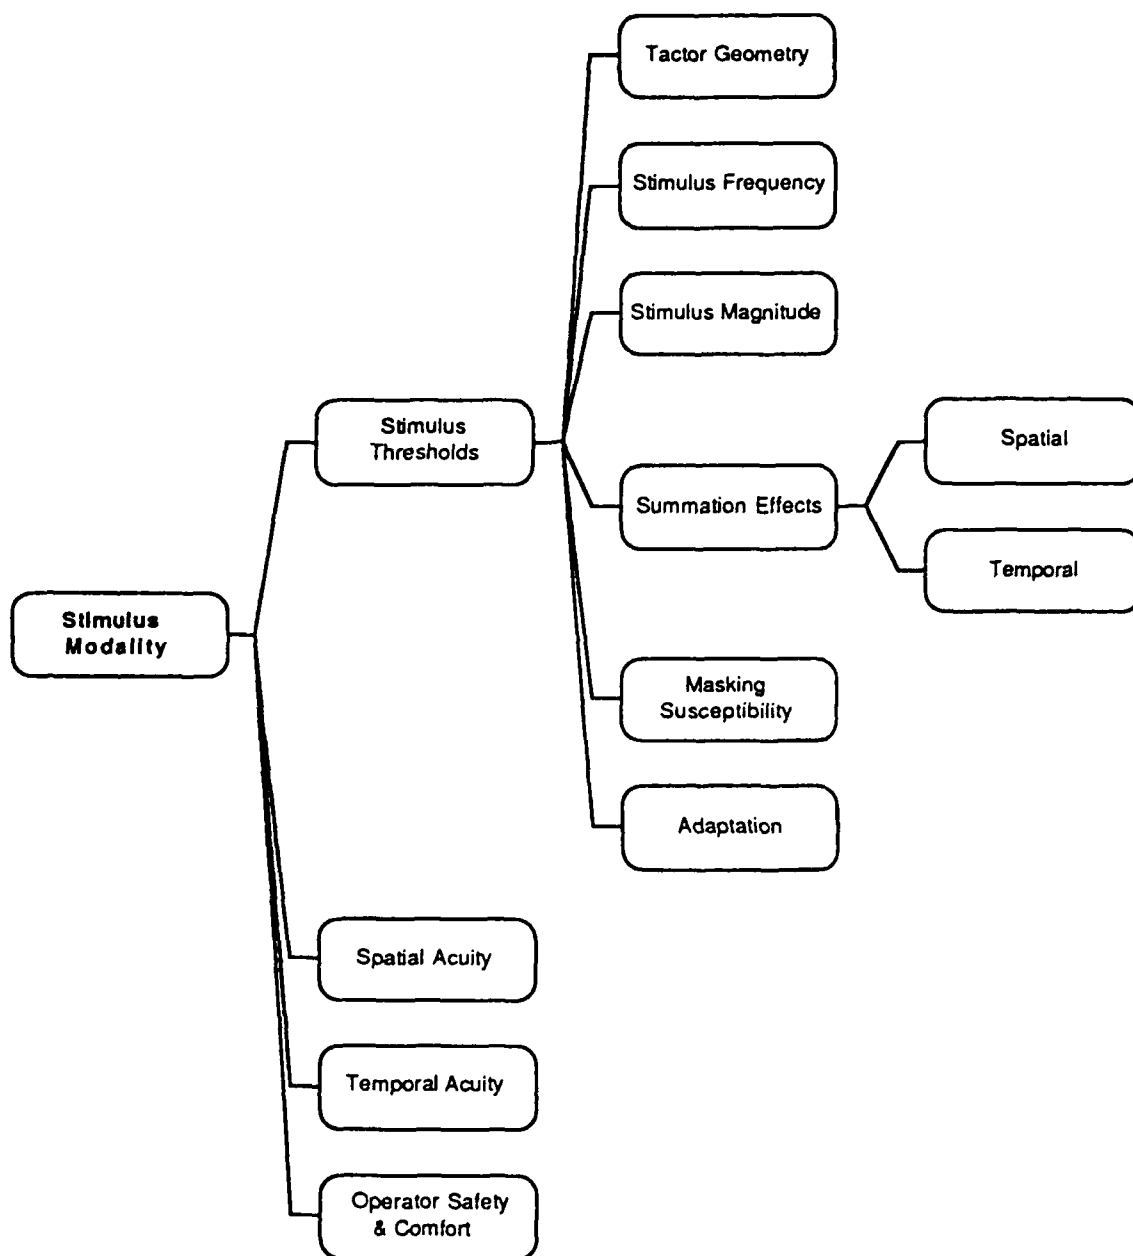 Tactor Geometry
Stimulus Frequency
Stimulus Magnitude
Stimulus
Thresholds
Spatial
Summation Effects
Temporal
Stimulus
Modality
Masking
Susceptibility
Adaptation
Spatial Acuity
Temporal Acuity
Operator Safety
& Comfort